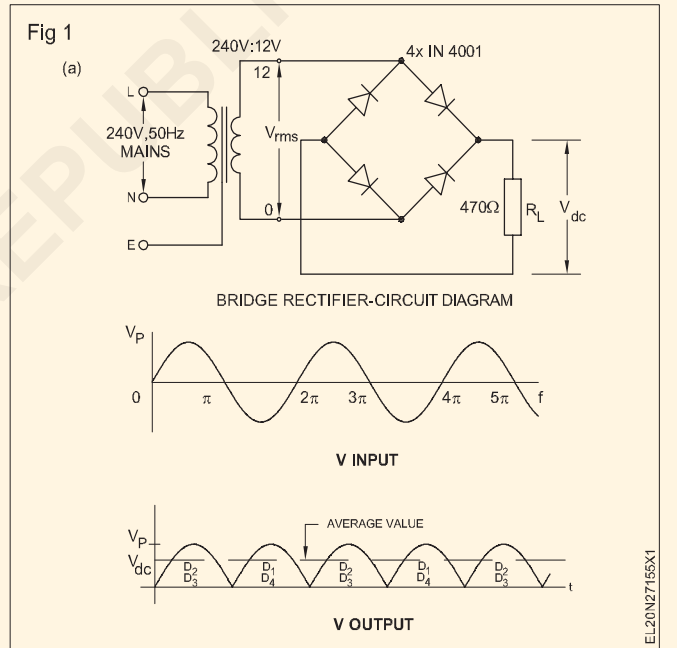 Fig 1
(a)
240V:12V
12
4x IN 4001
L
240V,50Hz
MAINS
Vrms
N
0
470Ω
RL
Vdc
E
BRIDGE RECTIFIER-CIRCUIT DIAGRAM
VP
0 π 2π 3π 4π 5π f
V INPUT
AVERAGE VALUE
VP
Vdc
D2 D1 D2 D1 D2
D3 D4 D3 D4 D3
t
V OUTPUT
EL20N27155X1
REPUBL